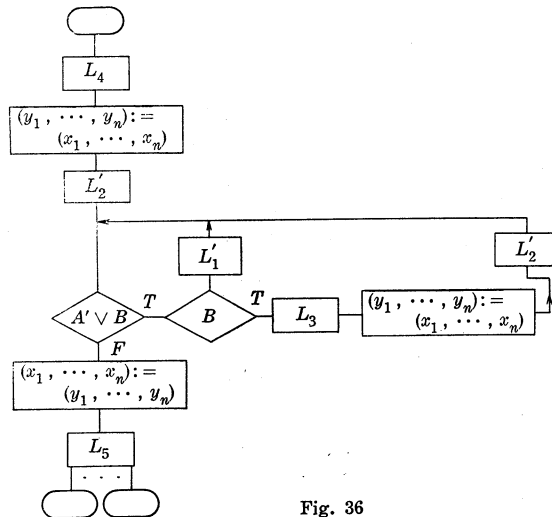 L₄
(y₁, ⋯, yₙ):=
(x₁, ⋯, xₙ)
L′₂
L′₁
L′₂
A′ ∨ B
T
B
T
L₃
(y₁, ⋯, yₙ):=
(x₁, ⋯, xₙ)
F
(x₁, ⋯, xₙ):=
(y₁, ⋯, yₙ)
L₅
. . .
Fig. 36